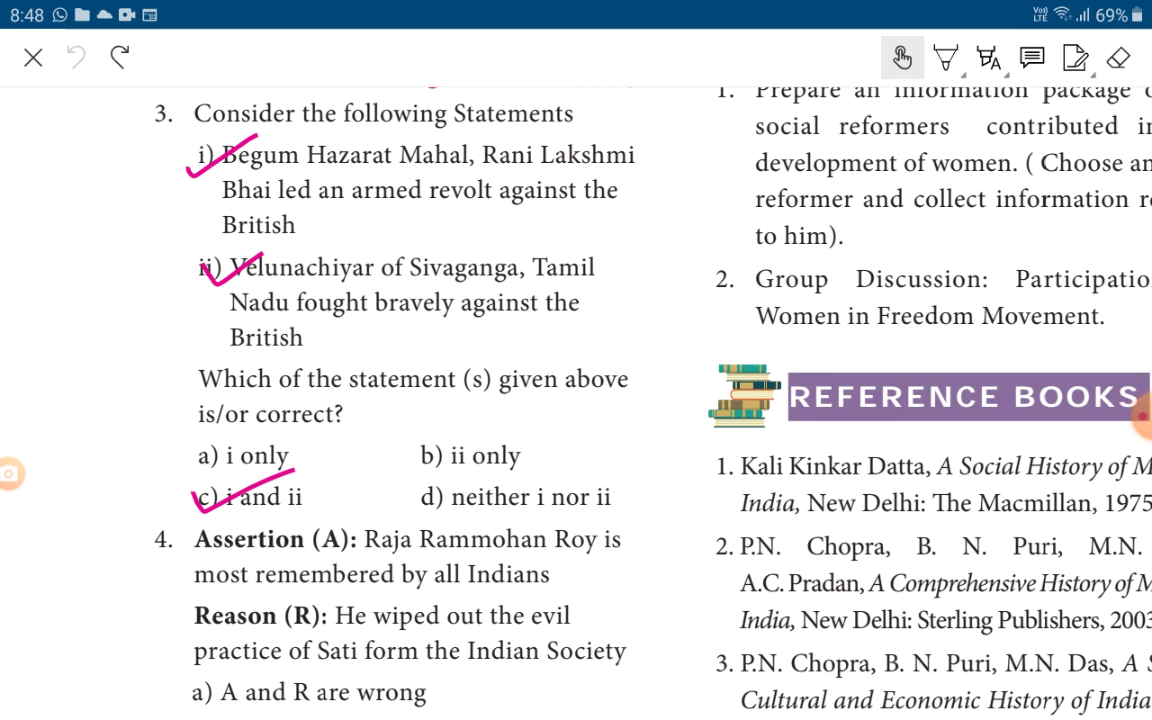 8:48
Vo)) LTE 69%
3. Consider the following Statements
i) Begum Hazarat Mahal, Rani Lakshmi
Bhai led an armed revolt against the
British
ii) Velunachiyar of Sivaganga, Tamil
Nadu fought bravely against the
British
Which of the statement (s) given above
is/or correct?
a) i only b) ii only
c) i and ii d) neither i nor ii
4. Assertion (A): Raja Rammohan Roy is
most remembered by all Indians
Reason (R): He wiped out the evil
practice of Sati form the Indian Society
a) A and R are wrong
1. Prepare an information package
social reformers contributed
development of women. ( Choose
reformer and collect information
to him).
2. Group Discussion:
Women in Freedom Movement.
REFERENCE BOOKS
1. Kali Kinkar Datta, A Social History of
India, New Delhi: The Macmillan, 1975
2. P.N. Chopra, B. N. Puri, M.N.
A.C. Pradan, A Comprehensive History of
India, New Delhi: Sterling Publishers, 2003
3. P.N. Chopra, B. N. Puri, M.N. Das, A
Cultural and Economic History of India